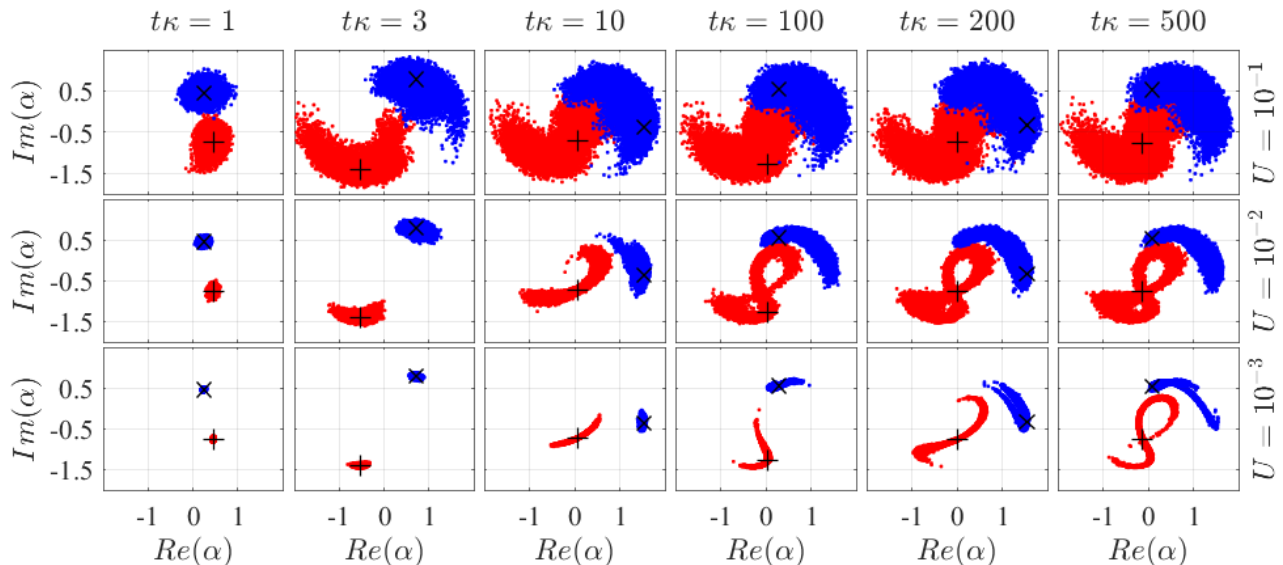 tκ = 1 tκ = 3 tκ = 10 tκ = 100 tκ = 200 tκ = 500
Im(α) 0.5 -0.5 -1.5 U = 10⁻¹
Im(α) 0.5 -0.5 -1.5 U = 10⁻²
Im(α) 0.5 -0.5 -1.5 U = 10⁻³
-1 0 1 -1 0 1 -1 0 1 -1 0 1 -1 0 1 -1 0 1
Re(α) Re(α) Re(α) Re(α) Re(α) Re(α)